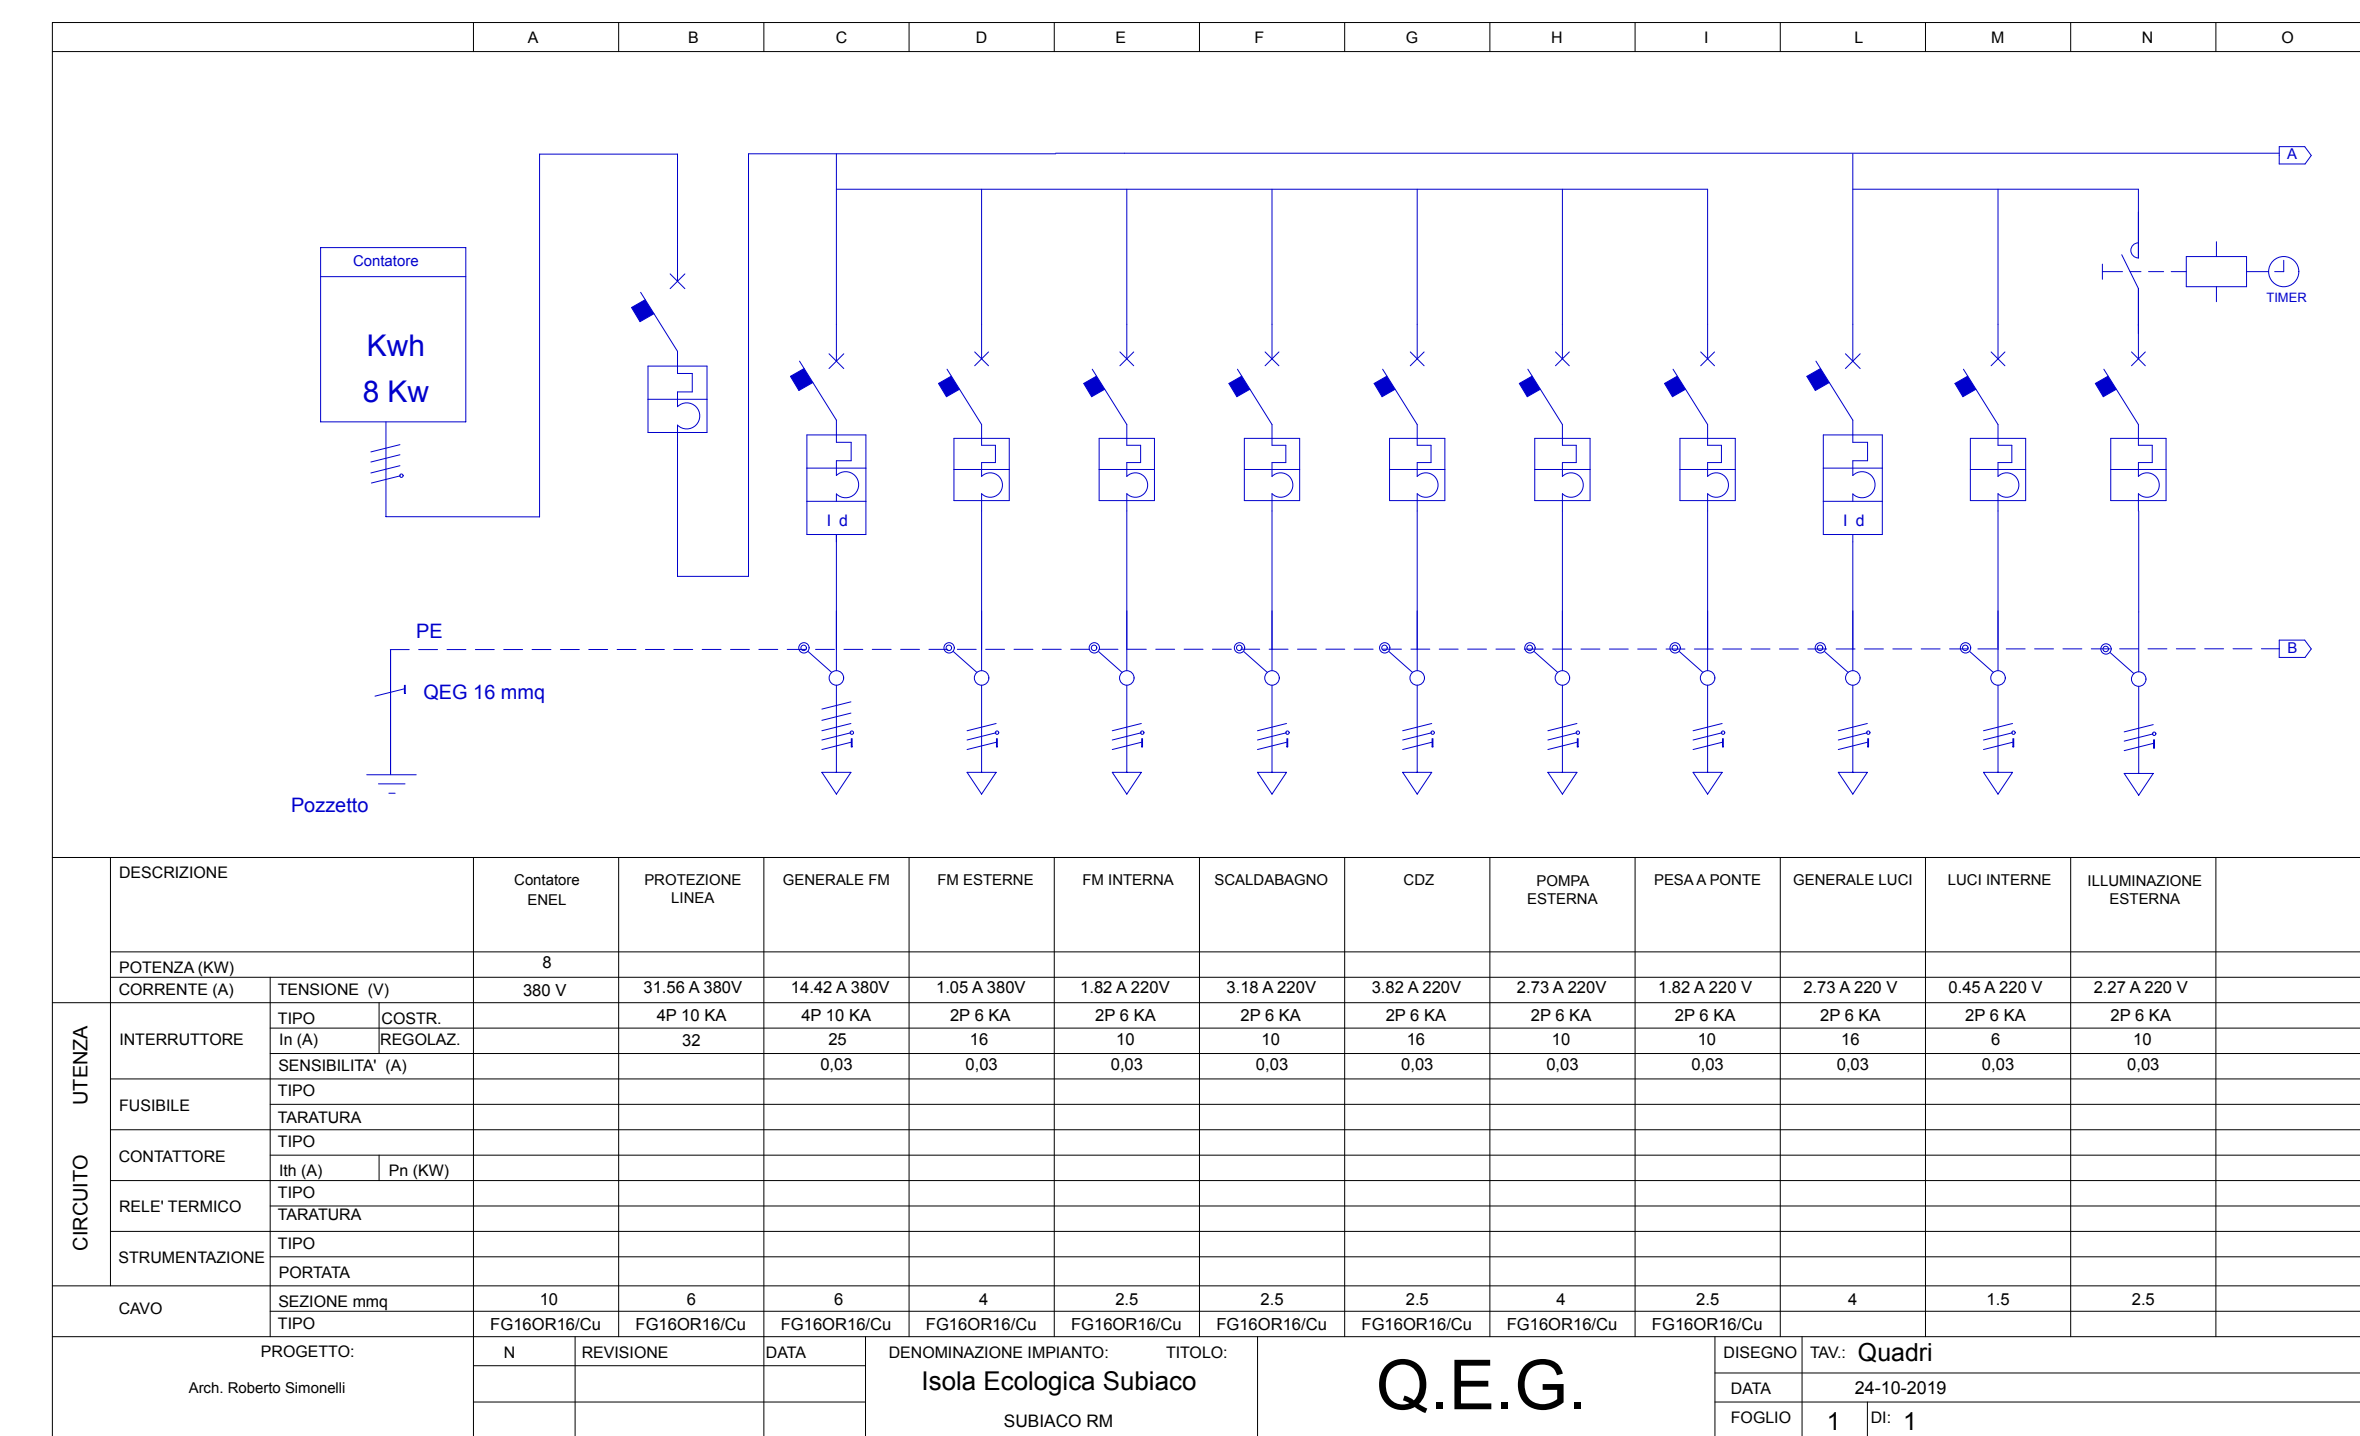 A B C D E F G H I L M N O
A
Contatore
Kwh
8 Kw
TIMER
I d I d
PE
B
QEG 16 mmq
Pozzetto
DESCRIZIONE Contatore ENEL PROTEZIONE LINEA GENERALE FM FM ESTERNE FM INTERNA SCALDABAGNO CDZ POMPA ESTERNA PESA A PONTE GENERALE LUCI LUCI INTERNE ILLUMINAZIONE ESTERNA
POTENZA (KW) 8
CORRENTE (A) TENSIONE (V) 380 V 31.56 A 380V 14.42 A 380V 1.05 A 380V 1.82 A 220V 3.18 A 220V 3.82 A 220V 2.73 A 220V 1.82 A 220 V 2.73 A 220 V 0.45 A 220 V 2.27 A 220 V
CIRCUITO UTENZA
INTERRUTTORE TIPO COSTR. 4P 10 KA 4P 10 KA 2P 6 KA 2P 6 KA 2P 6 KA 2P 6 KA 2P 6 KA 2P 6 KA 2P 6 KA 2P 6 KA 2P 6 KA
In (A) REGOLAZ. 32 25 16 10 10 16 10 10 16 6 10
SENSIBILITA' (A) 0,03 0,03 0,03 0,03 0,03 0,03 0,03 0,03 0,03 0,03
FUSIBILE TIPO
TARATURA
CONTATTORE TIPO
Ith (A) Pn (KW)
RELE' TERMICO TIPO
TARATURA
STRUMENTAZIONE TIPO
PORTATA
CAVO SEZIONE mmq 10 6 6 4 2.5 2.5 2.5 4 2.5 4 1.5 2.5
TIPO FG16OR16/Cu FG16OR16/Cu FG16OR16/Cu FG16OR16/Cu FG16OR16/Cu FG16OR16/Cu FG16OR16/Cu FG16OR16/Cu FG16OR16/Cu
PROGETTO:
Arch. Roberto Simonelli
N REVISIONE DATA
DENOMINAZIONE IMPIANTO: TITOLO:
Isola Ecologica Subiaco
SUBIACO RM
Q.E.G.
DISEGNO TAV.: Quadri
DATA 24-10-2019
FOGLIO 1 DI: 1